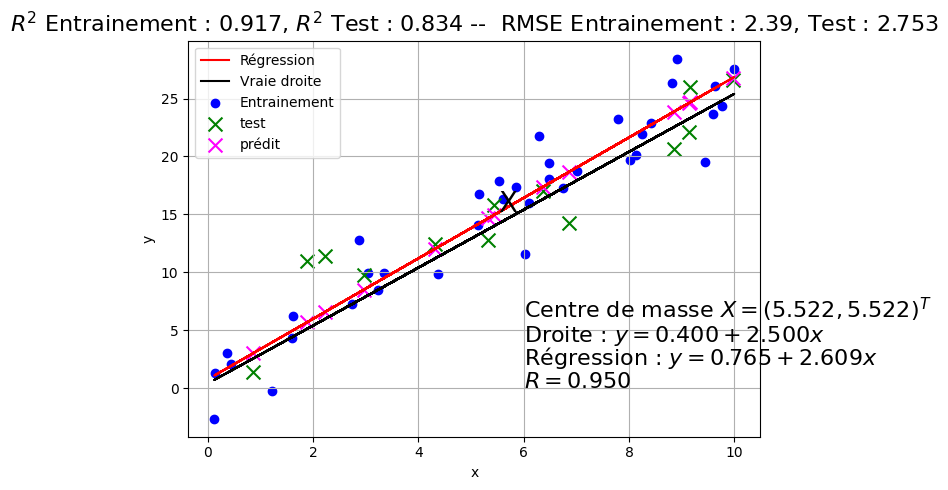 R² Entrainement : 0.917, R² Test : 0.834 -- RMSE Entrainement : 2.39, Test : 2.753
Régression
Vraie droite
Entrainement
test
prédit
25
20
15
10
5
0
y
Centre de masse X = (5.522, 5.522)ᵀ
Droite : y = 0.400 + 2.500x
Régression : y = 0.765 + 2.609x
R = 0.950
0 2 4 6 8 10
x